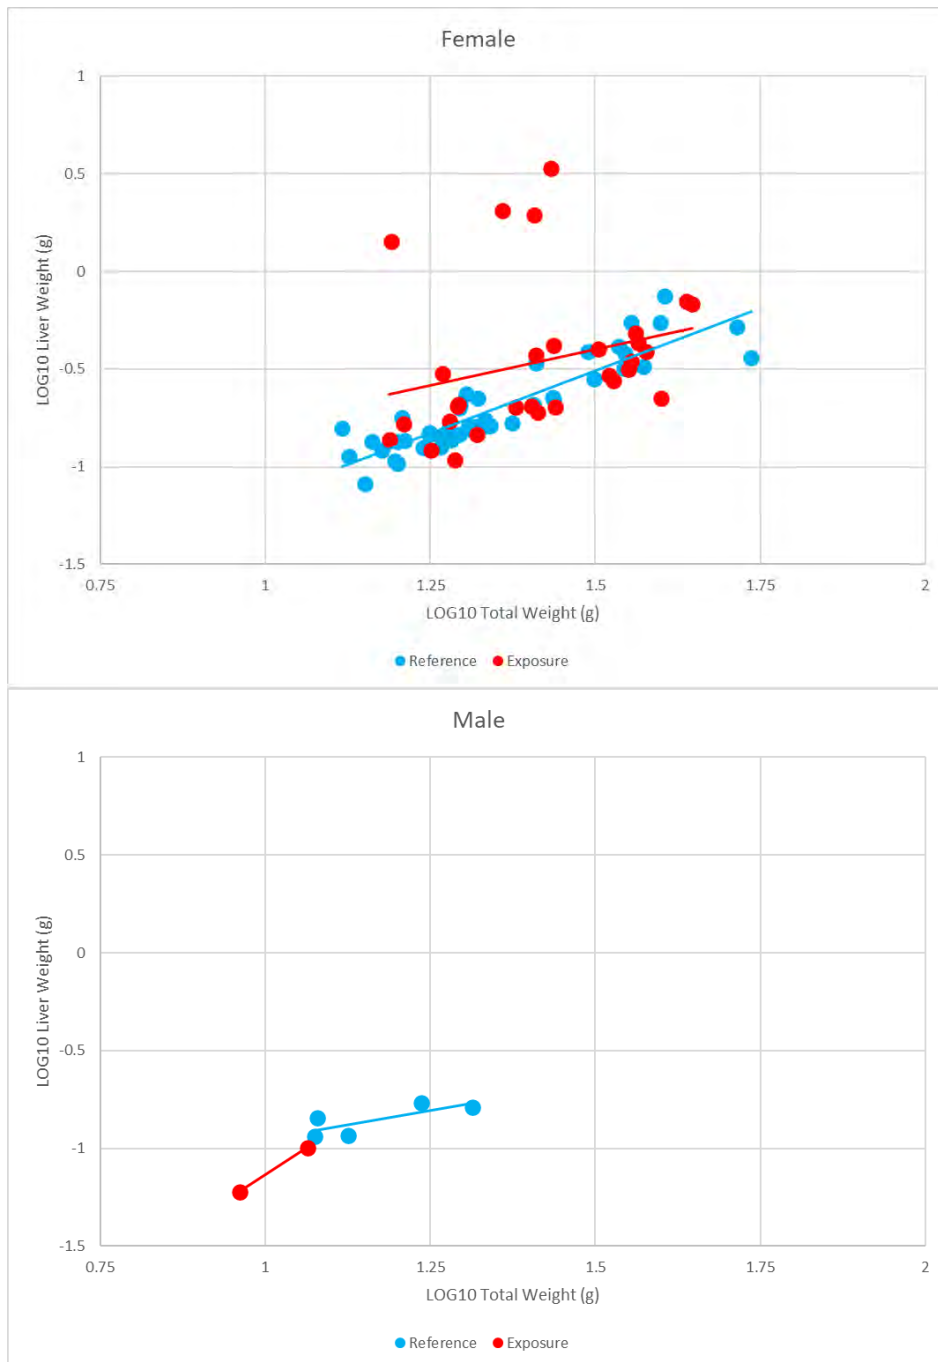 Female
1
0.5
0
-0.5
-1
-1.5
LOG10 Liver Weight (g)
0.75 1 1.25 1.5 1.75 2
LOG10 Total Weight (g)
Reference Exposure
Male
1
0.5
0
-0.5
-1
-1.5
LOG10 Liver Weight (g)
0.75 1 1.25 1.5 1.75 2
LOG10 Total Weight (g)
Reference Exposure